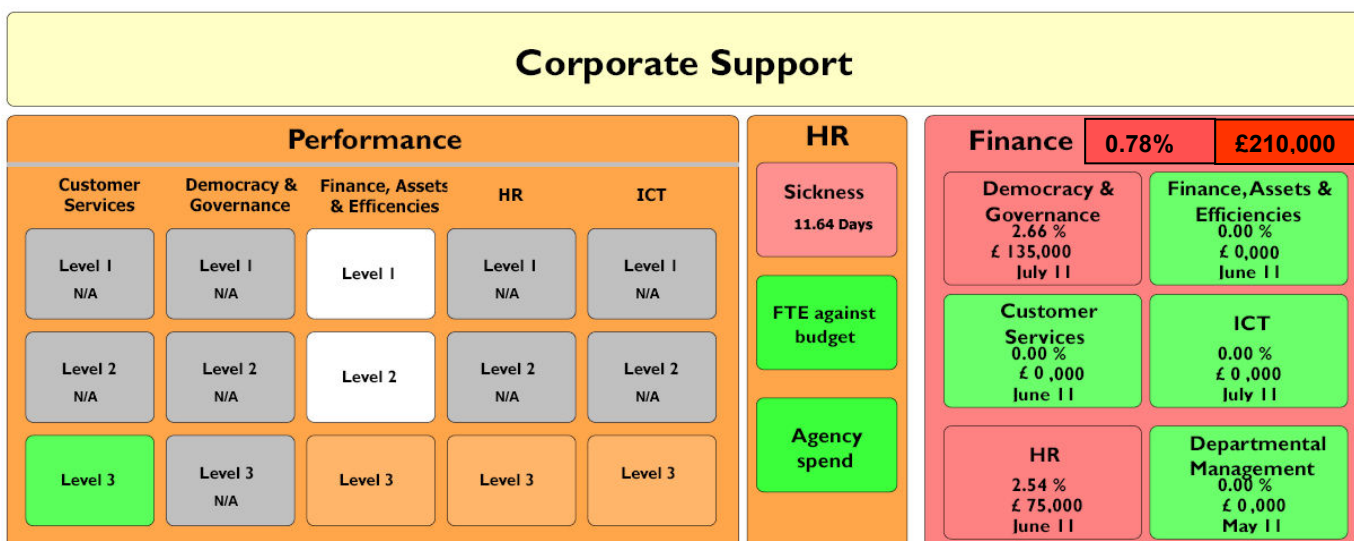 Corporate Support
Performance
Customer
Services
Democracy &
Governance
Finance, Assets
& Efficencies
HR
ICT
Level 1
N/A
Level 1
N/A
Level 1
Level 1
N/A
Level 1
N/A
Level 2
N/A
Level 2
N/A
Level 2
Level 2
N/A
Level 2
N/A
Level 3
Level 3
N/A
Level 3
Level 3
Level 3
HR
Sickness
11.64 Days
FTE against
budget
Agency
spend
Finance
0.78%
£210,000
Democracy &
Governance
2.66 %
£ 135,000
July 11
Finance, Assets &
Efficiencies
0.00 %
£ 0,000
June 11
Customer
Services
0.00 %
£ 0 ,000
June 11
ICT
0.00 %
£ 0 ,000
July 11
HR
2.54 %
£ 75,000
June 11
Departmental
Management
0.00 %
£ 0,000
May 11